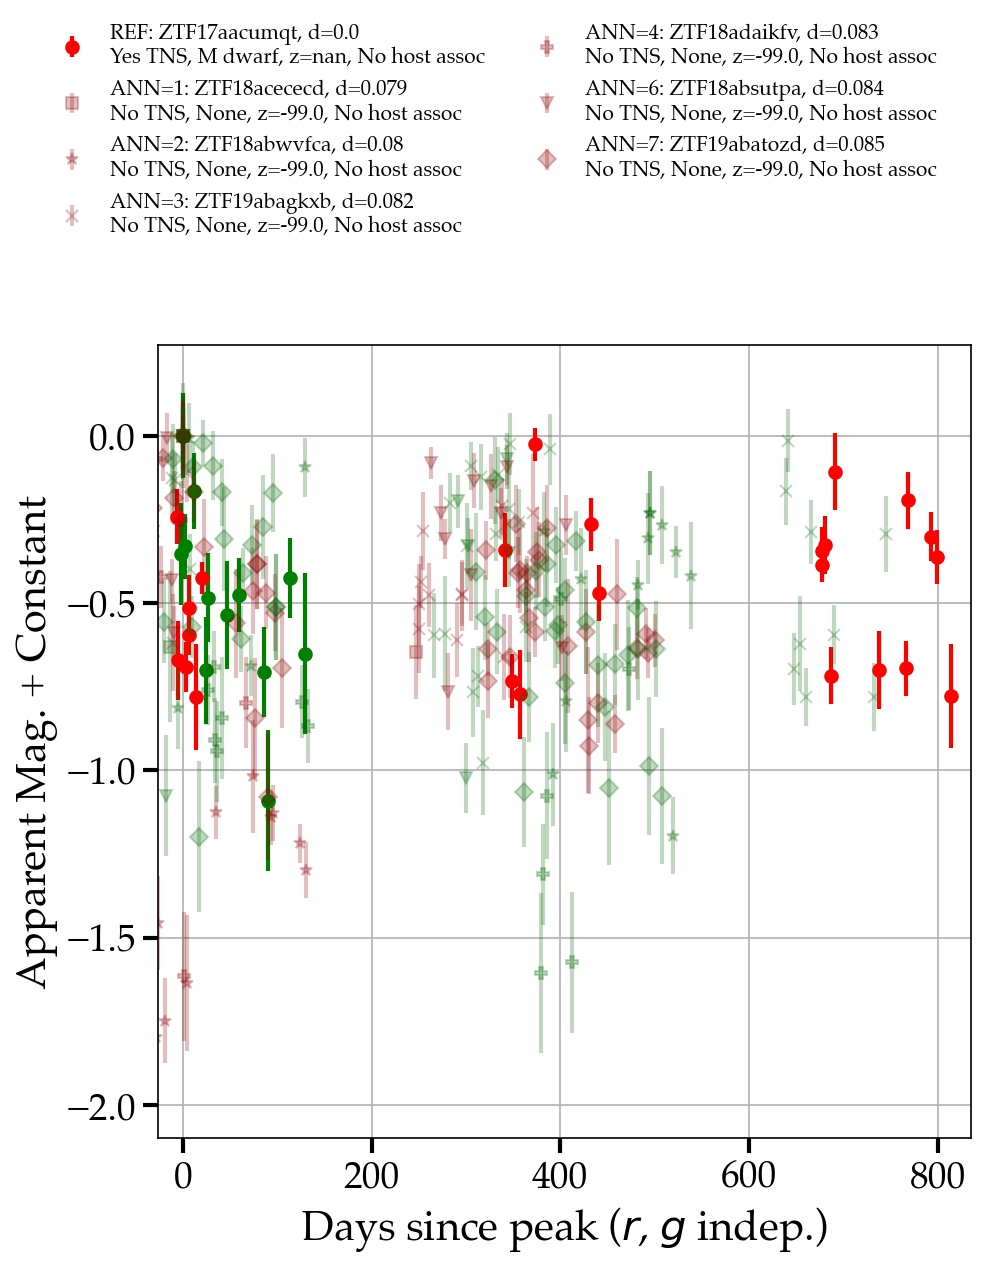 REF: ZTF17aacumqt, d=0.0
Yes TNS, M dwarf, z=nan, No host assoc
ANN=1: ZTF18acececd, d=0.079
No TNS, None, z=-99.0, No host assoc
ANN=2: ZTF18abwvfca, d=0.08
No TNS, None, z=-99.0, No host assoc
ANN=3: ZTF19abagkxb, d=0.082
No TNS, None, z=-99.0, No host assoc
ANN=4: ZTF18adaikfv, d=0.083
No TNS, None, z=-99.0, No host assoc
ANN=6: ZTF18absutpa, d=0.084
No TNS, None, z=-99.0, No host assoc
ANN=7: ZTF19abatozd, d=0.085
No TNS, None, z=-99.0, No host assoc
Apparent Mag. + Constant
0.0
−0.5
−1.0
−1.5
−2.0
0 200 400 600 800
Days since peak (r, g indep.)